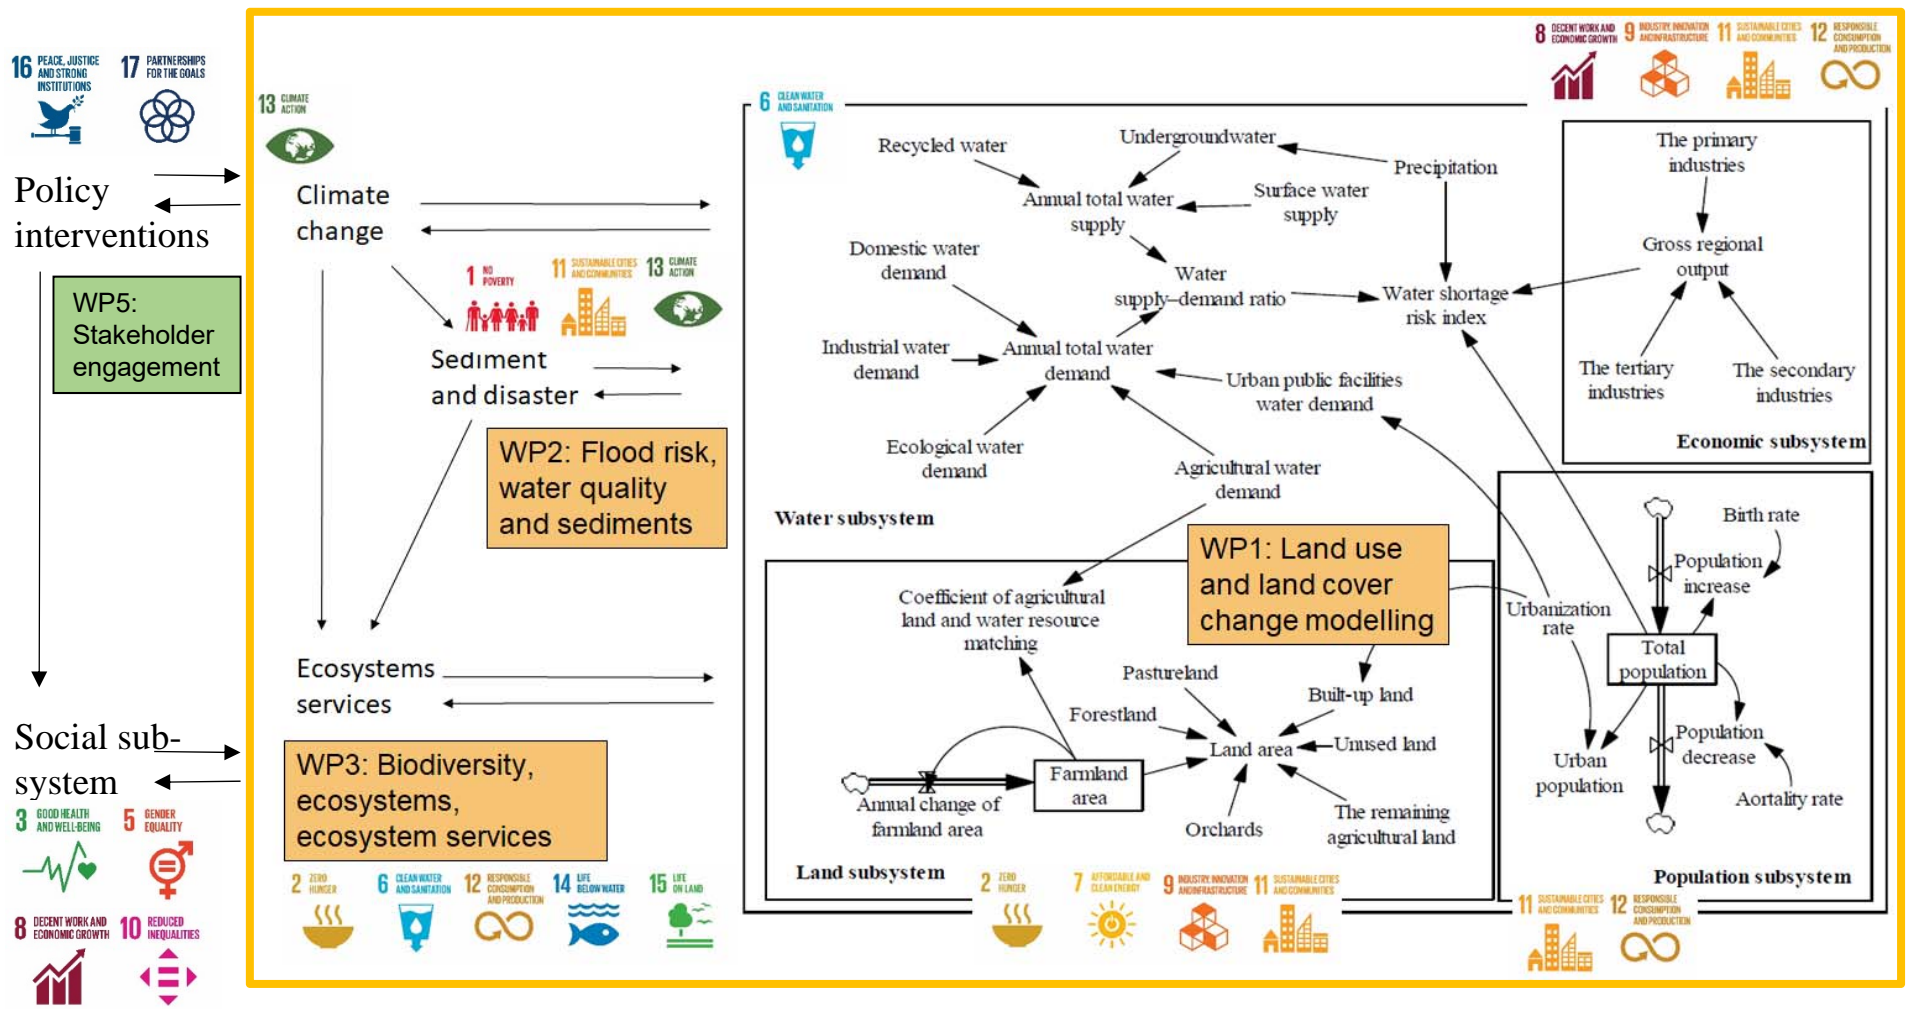 16 PEACE, JUSTICE
AND STRONG
INSTITUTIONS
17 PARTNERSHIPS
FOR THE GOALS
Policy
interventions
WP5:
Stakeholder
engagement
Social sub-
system
3 GOOD HEALTH
AND WELL-BEING
5 GENDER
EQUALITY
8 DECENT WORK AND
ECONOMIC GROWTH
10 REDUCED
INEQUALITIES
13 CLIMATE
ACTION
Climate
change
1 NO
POVERTY
11 SUSTAINABLE CITIES
AND COMMUNITIES
13 CLIMATE
ACTION
Sediment
and disaster
WP2: Flood risk,
water quality
and sediments
Ecosystems
services
WP3: Biodiversity,
ecosystems,
ecosystem services
2 ZERO
HUNGER
6 CLEAN WATER
AND SANITATION
12 RESPONSIBLE
CONSUMPTION
AND PRODUCTION
14 LIFE
BELOW WATER
15 LIFE
ON LAND
6 CLEAN WATER
AND SANITATION
8 DECENT WORK AND
ECONOMIC GROWTH
9 INDUSTRY, INNOVATION
AND INFRASTRUCTURE
11 SUSTAINABLE CITIES
AND COMMUNITIES
12 RESPONSIBLE
CONSUMPTION
AND PRODUCTION
Recycled water
Undergroundwater
Precipitation
Annual total water
supply
Surface water
supply
Domestic water
demand
Water
supply–demand ratio
Water shortage
risk index
Industrial water
demand
Annual total water
demand
Urban public facilities
water demand
Ecological water
demand
Agricultural water
demand
Water subsystem
The primary
industries
Gross regional
output
The tertiary
industries
The secondary
industries
Economic subsystem
WP1: Land use
and land cover
change modelling
Coefficient of agricultural
land and water resource
matching
Pastureland
Forestland
Built-up land
Land area
Unused land
Farmland
area
Annual change of
farmland area
Orchards
The remaining
agricultural land
Land subsystem
2 ZERO
HUNGER
7 AFFORDABLE AND
CLEAN ENERGY
9 INDUSTRY, INNOVATION
AND INFRASTRUCTURE
11 SUSTAINABLE CITIES
AND COMMUNITIES
Birth rate
Population
increase
Urbanization
rate
Total
population
Population
decrease
Urban
population
Aortality rate
Population subsystem
11 SUSTAINABLE CITIES
AND COMMUNITIES
12 RESPONSIBLE
CONSUMPTION
AND PRODUCTION